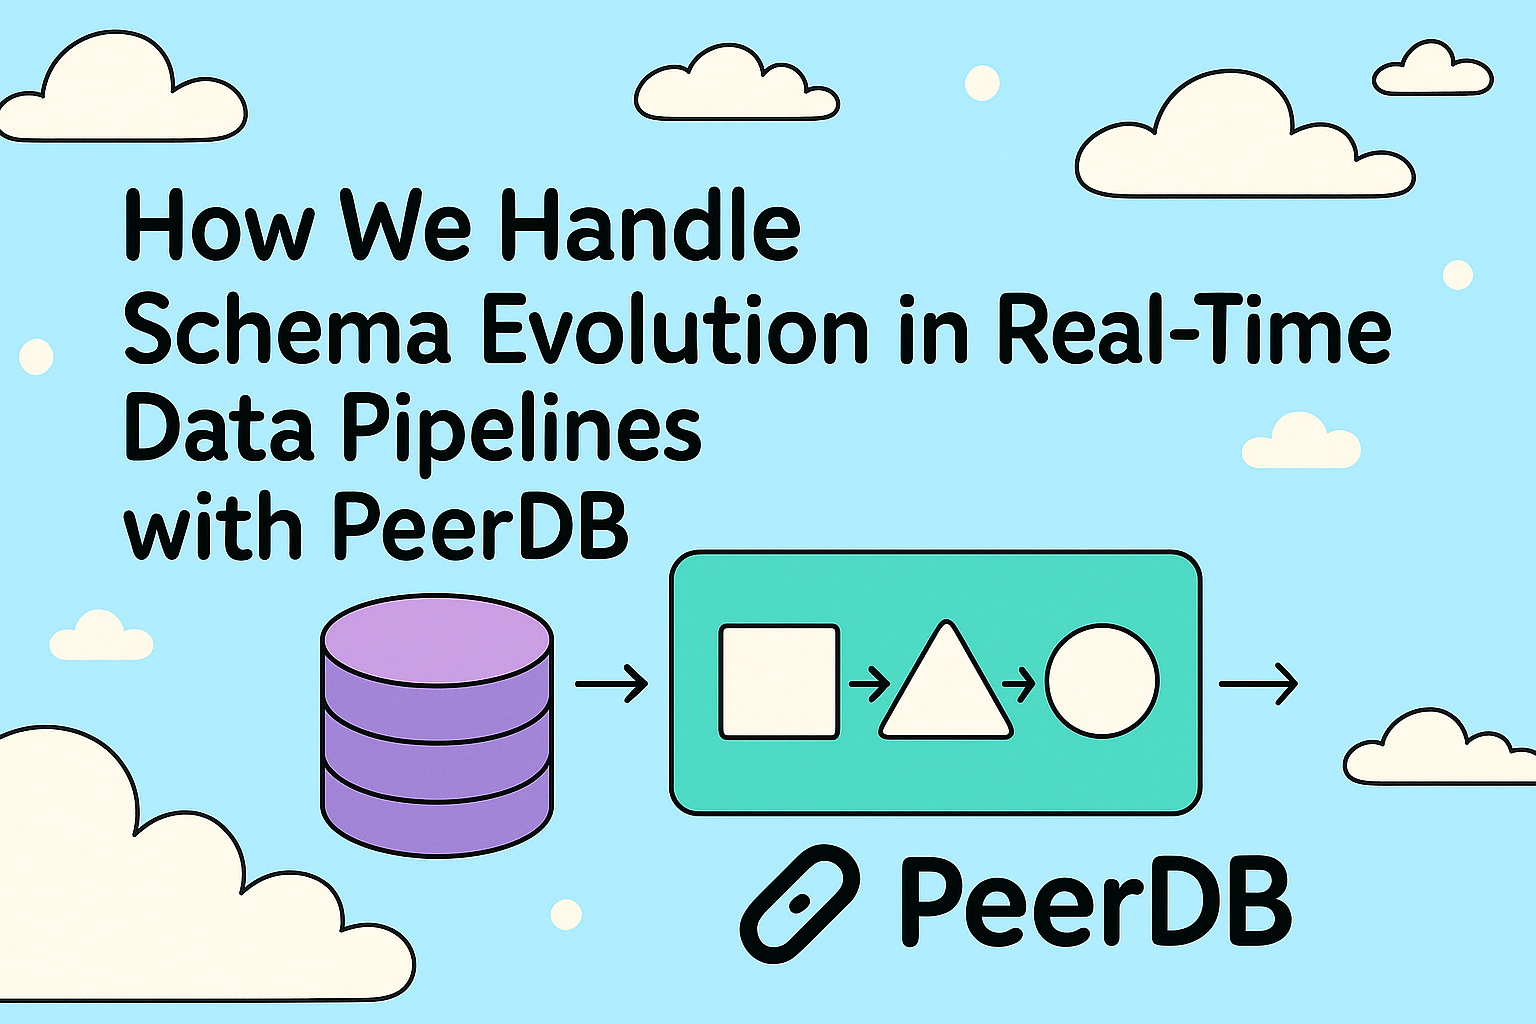 How We Handle
Schema Evolution in Real-Time
Data Pipelines
with PeerDB
PeerDB